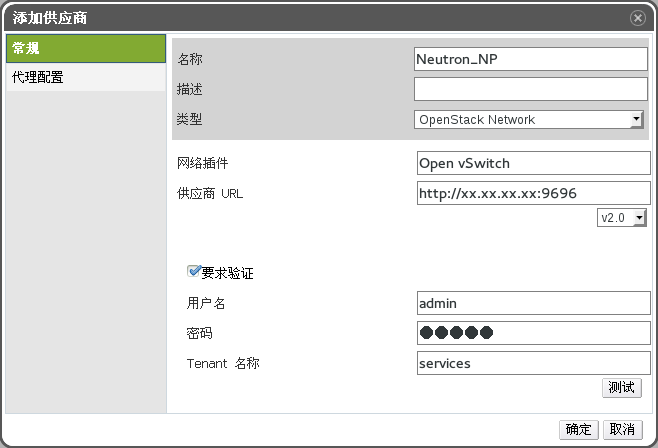 添加供应商
常规
代理配置
名称 Neutron_NP
描述
类型 OpenStack Network
网络插件 Open vSwitch
供应商 URL http://xx.xx.xx.xx:9696
v2.0
要求验证
用户名 admin
密码 ●●●●●
Tenant 名称 services
测试
确定 取消